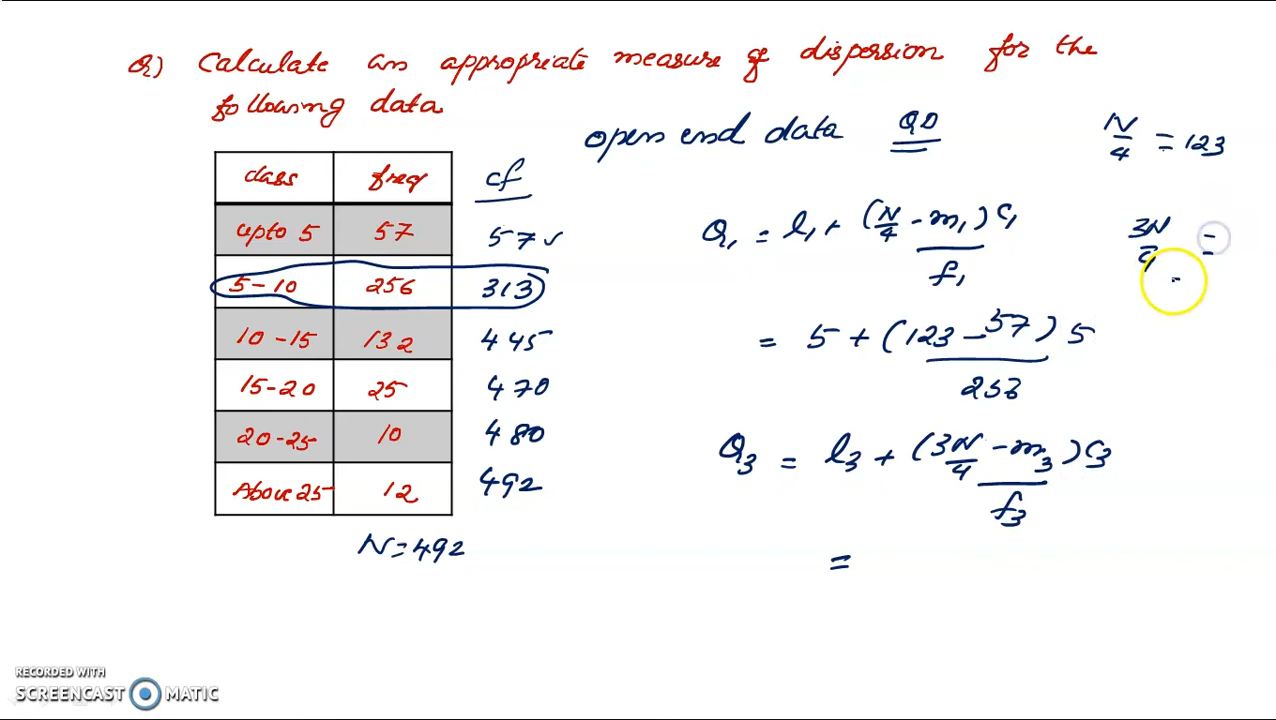 Q) Calculate an appropriate measure of dispersion for the
following data
open end data QD
N/4 = 123
class freq cf
upto 5 57 57 ✓
5-10 256 313
10-15 132 445
15-20 25 470
20-25 10 480
Above 25 12 492
N=492
Q₁ = l₁ + (N/4 - m₁) c₁
f₁
3N/4 =
= 5 + (123 - 57) 5
256
Q₃ = l₃ + (3N/4 - m₃) c₃
f₃
=
RECORDED WITH
SCREENCAST MATIC